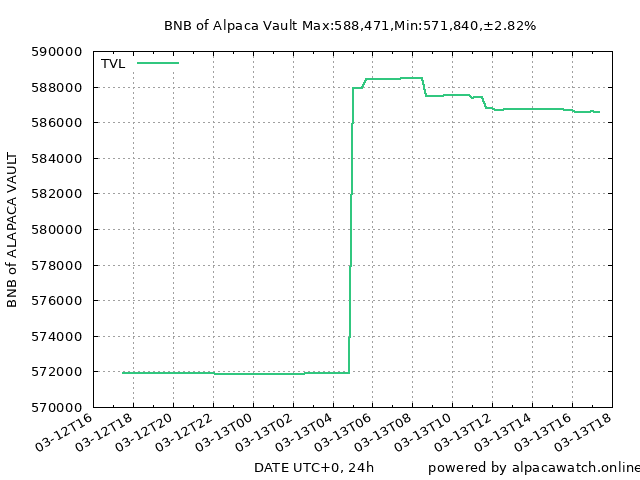 BNB of Alpaca Vault Max:588,471,Min:571,840,±2.82%
TVL
590000
588000
586000
584000
582000
580000
578000
576000
574000
572000
570000
BNB of ALAPACA VAULT
03-12T16
03-12T18
03-12T20
03-12T22
03-13T00
03-13T02
03-13T04
03-13T06
03-13T08
03-13T10
03-13T12
03-13T14
03-13T16
03-13T18
DATE UTC+0, 24h
powered by alpacawatch.online